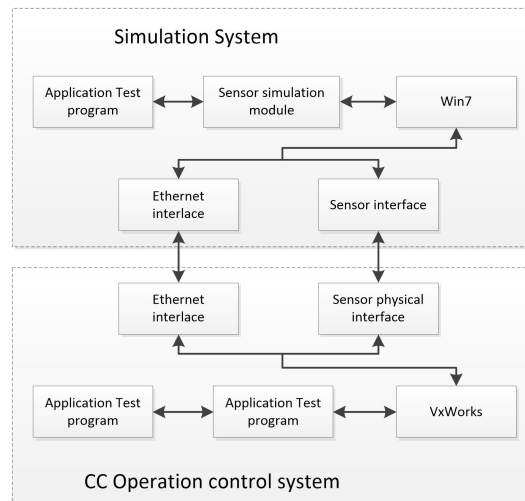 Simulation System
Application Test
program
Sensor simulation
module
Win7
Ethernet
interlace
Sensor interface
Ethernet
interlace
Sensor physical
interface
Application Test
program
Application Test
program
VxWorks
CC Operation control system